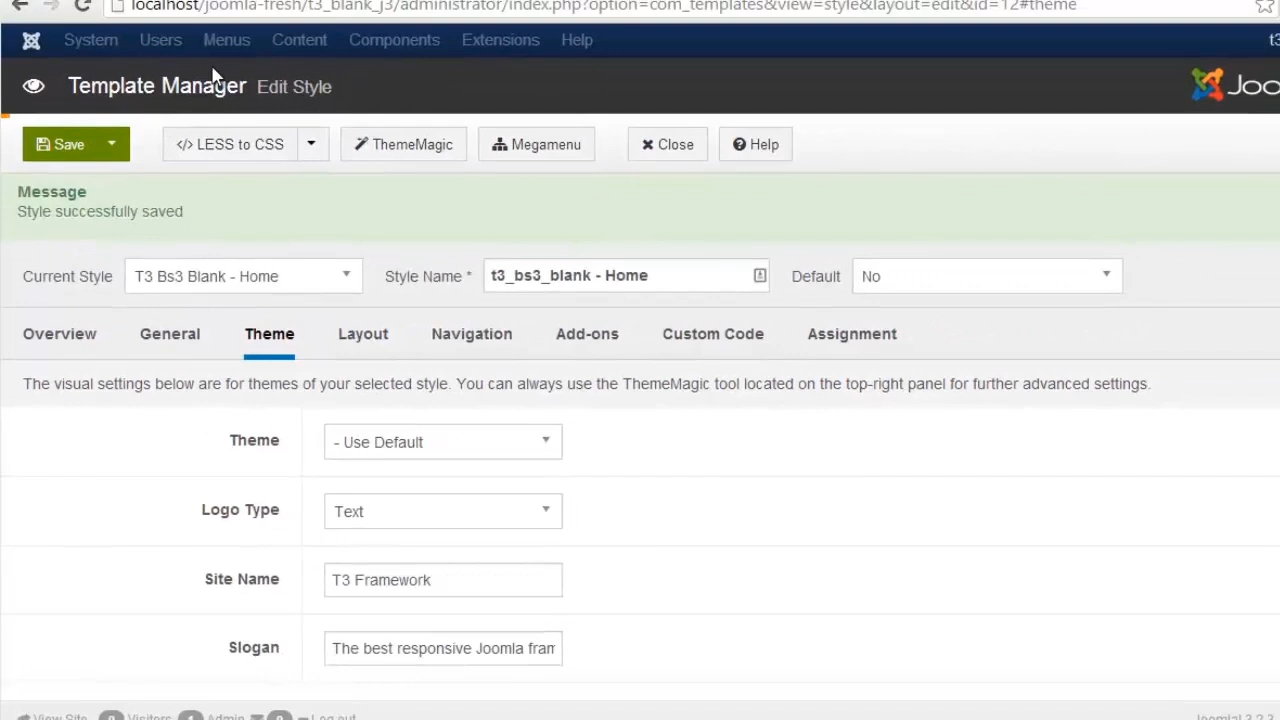 localhost/joomla-fresh/t3_blank_j3/administrator/index.php?option=com_templates&view=style&layout=edit&id=12#theme
System Users Menus Content Components Extensions Help t3
Template Manager Edit Style Joo
Save </> LESS to CSS ThemeMagic Megamenu Close Help
Message
Style successfully saved
Current Style T3 Bs3 Blank - Home Style Name * t3_bs3_blank - Home Default No
Overview General Theme Layout Navigation Add-ons Custom Code Assignment
The visual settings below are for themes of your selected style. You can always use the ThemeMagic tool located on the top-right panel for further advanced settings.
Theme - Use Default
Logo Type Text
Site Name T3 Framework
Slogan The best responsive Joomla fram
View Site 0 Visitors 1 Admin 0 Log out Joomla! 3.2.3